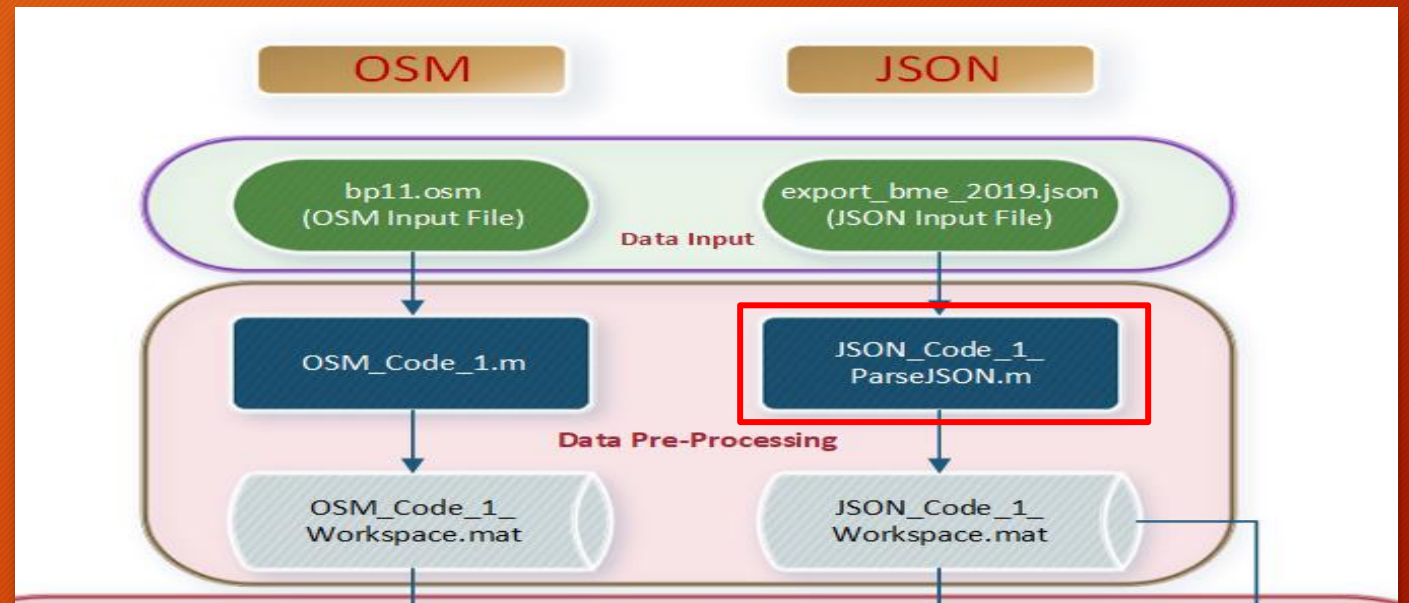 OSM
JSON
bp11.osm
(OSM Input File)
export_bme_2019.json
(JSON Input File)
Data Input
OSM_Code_1.m
JSON_Code_1_
ParseJSON.m
Data Pre-Processing
OSM_Code_1_
Workspace.mat
JSON_Code_1_
Workspace.mat